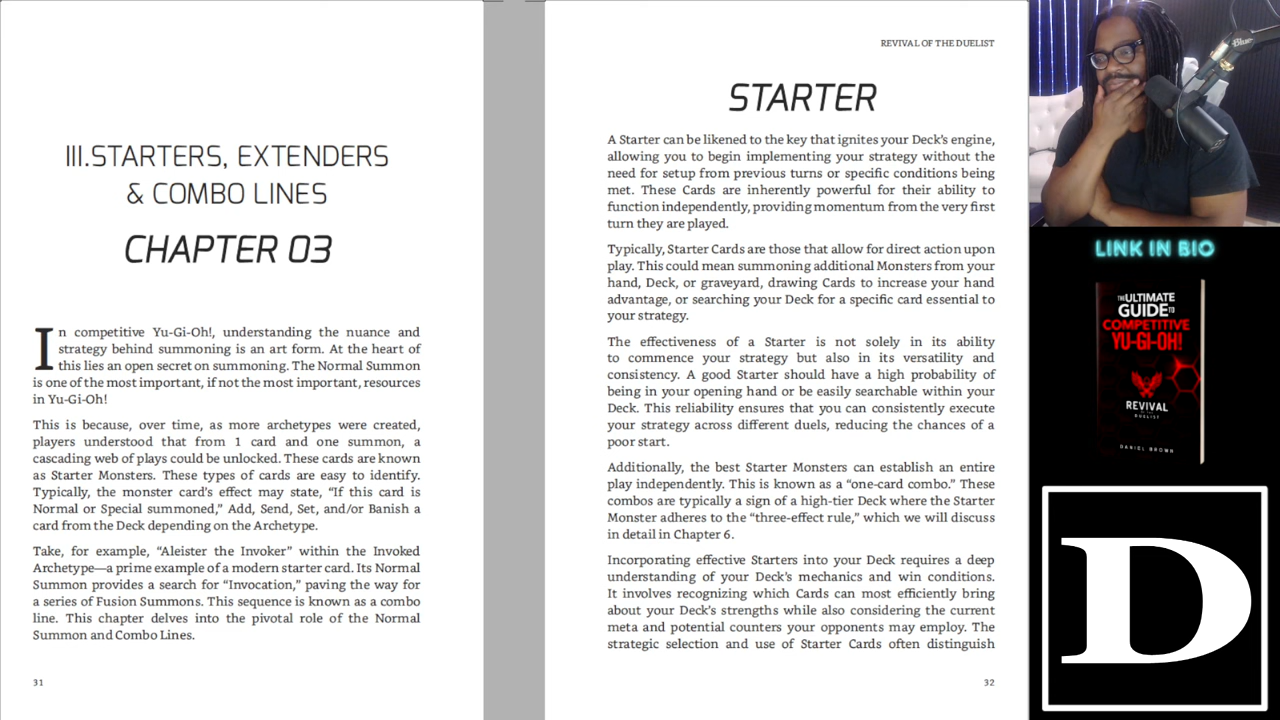 III.STARTERS, EXTENDERS
& COMBO LINES
CHAPTER 03
In competitive Yu-Gi-Oh!, understanding the nuance and
strategy behind summoning is an art form. At the heart of
this lies an open secret on summoning. The Normal Summon
is one of the most important, if not the most important, resources
in Yu-Gi-Oh!
This is because, over time, as more archetypes were created,
players understood that from 1 card and one summon, a
cascading web of plays could be unlocked. These cards are known
as Starter Monsters. These types of cards are easy to identify.
Typically, the monster card's effect may state, “If this card is
Normal or Special summoned,” Add, Send, Set, and/or Banish a
card from the Deck depending on the Archetype.
Take, for example, “Aleister the Invoker” within the Invoked
Archetype—a prime example of a modern starter card. Its Normal
Summon provides a search for “Invocation,” paving the way for
a series of Fusion Summons. This sequence is known as a combo
line. This chapter delves into the pivotal role of the Normal
Summon and Combo Lines.
31
REVIVAL OF THE DUELIST
STARTER
A Starter can be likened to the key that ignites your Deck's engine,
allowing you to begin implementing your strategy without the
need for setup from previous turns or specific conditions being
met. These Cards are inherently powerful for their ability to
function independently, providing momentum from the very first
turn they are played.
Typically, Starter Cards are those that allow for direct action upon
play. This could mean summoning additional Monsters from your
hand, Deck, or graveyard, drawing Cards to increase your hand
advantage, or searching your Deck for a specific card essential to
your strategy.
The effectiveness of a Starter is not solely in its ability
to commence your strategy but also in its versatility and
consistency. A good Starter should have a high probability of
being in your opening hand or be easily searchable within your
Deck. This reliability ensures that you can consistently execute
your strategy across different duels, reducing the chances of a
poor start.
Additionally, the best Starter Monsters can establish an entire
play independently. This is known as a “one-card combo.” These
combos are typically a sign of a high-tier Deck where the Starter
Monster adheres to the “three-effect rule,” which we will discuss
in detail in Chapter 6.
Incorporating effective Starters into your Deck requires a deep
understanding of your Deck's mechanics and win conditions.
It involves recognizing which Cards can most efficiently bring
about your Deck's strengths while also considering the current
meta and potential counters your opponents may employ. The
strategic selection and use of Starter Cards often distinguish
32
Blue
LINK IN BIO
THE ULTIMATE
GUIDE TO
COMPETITIVE
YU-GI-OH!
REVIVAL
DUELIST
DANIEL BROWN
D